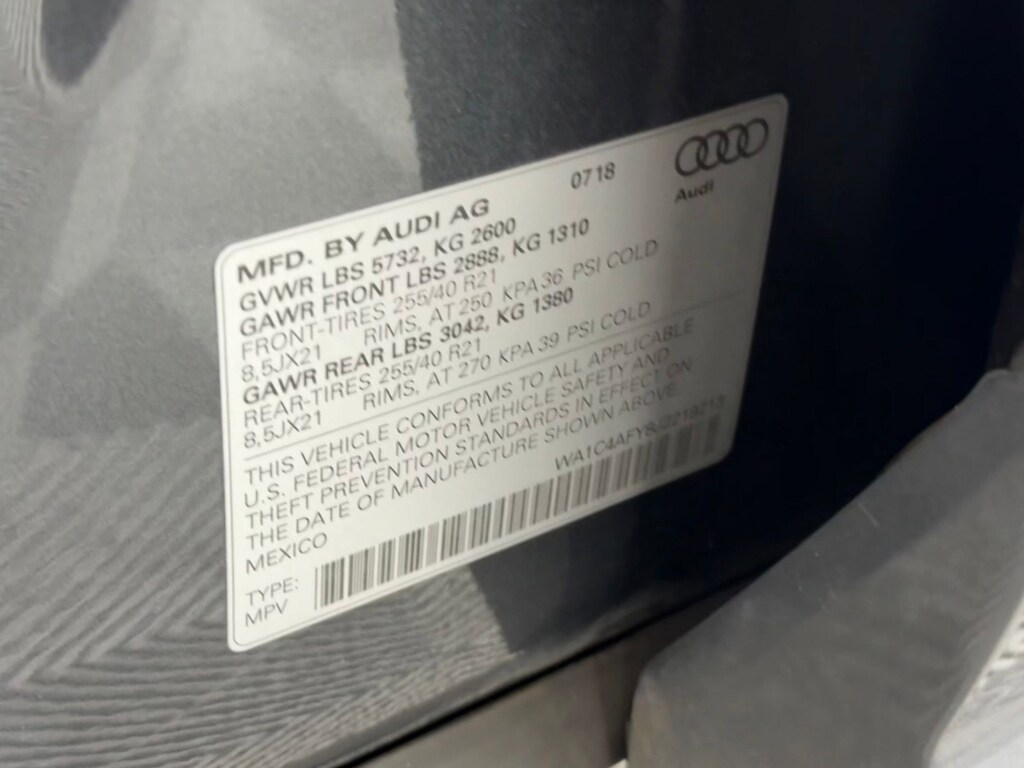 0718
Audi
MFD. BY AUDI AG
GVWR LBS 5732, KG 2600
GAWR FRONT LBS 2888, KG 1310
FRONT-TIRES 255/40 R21
8,5JX21 RIMS, AT 250 KPA 36 PSI COLD
GAWR REAR LBS 3042, KG 1380
REAR-TIRES 255/40 R21
8,5JX21 RIMS, AT 270 KPA 39 PSI COLD
THIS VEHICLE CONFORMS TO ALL APPLICABLE
U.S. FEDERAL MOTOR VEHICLE SAFETY AND
THEFT PREVENTION STANDARDS IN EFFECT ON
THE DATE OF MANUFACTURE SHOWN ABOVE.
MEXICO
TYPE:
MPV